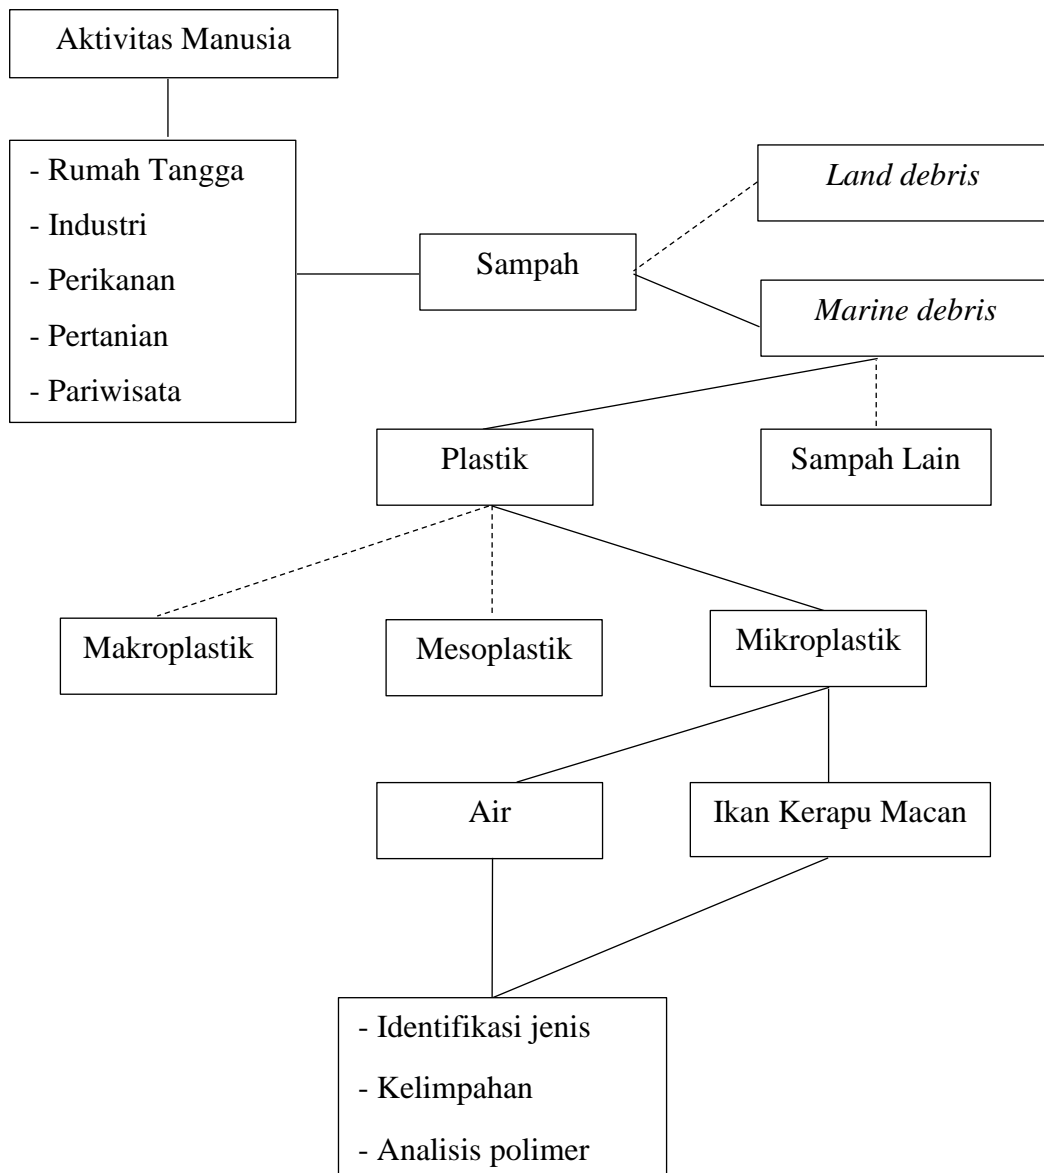 Aktivitas Manusia
- Rumah Tangga
- Industri
- Perikanan
- Pertanian
- Pariwisata
Sampah
Land debris
Marine debris
Plastik
Sampah Lain
Makroplastik
Mesoplastik
Mikroplastik
Air
Ikan Kerapu Macan
- Identifikasi jenis
- Kelimpahan
- Analisis polimer